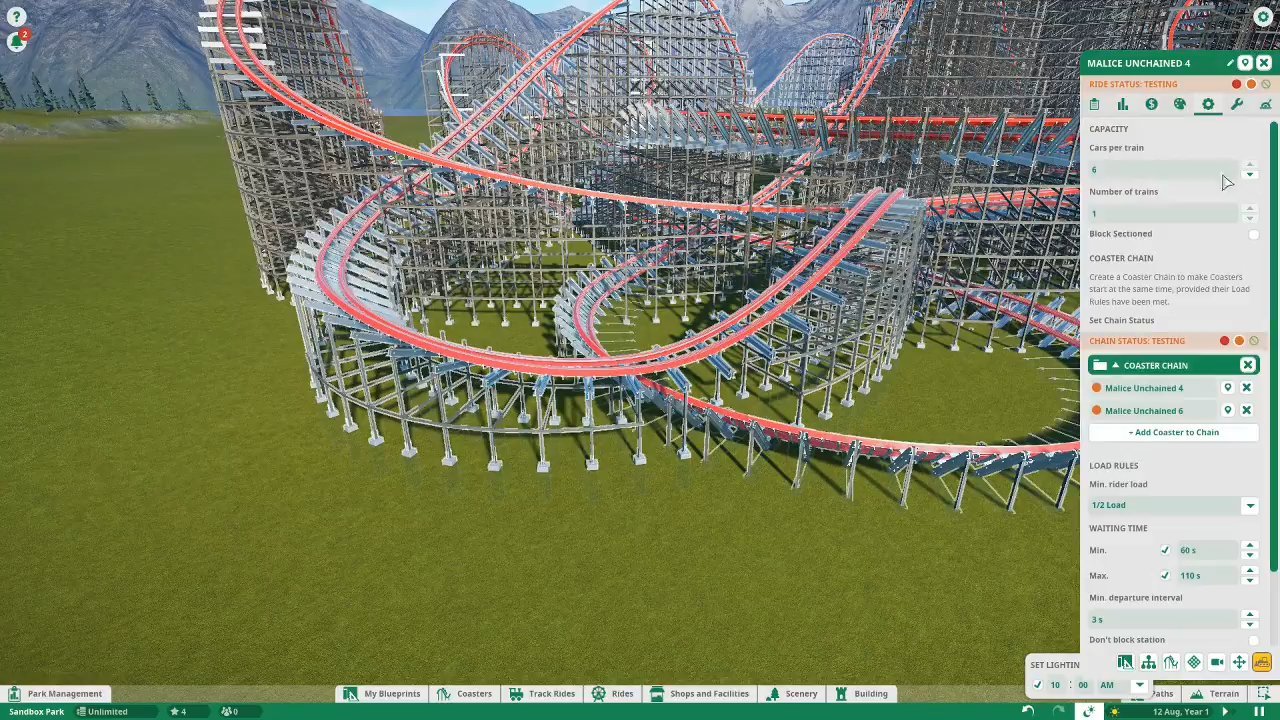 ?
2
MALICE UNCHAINED 4
RIDE STATUS: TESTING
CAPACITY
Cars per train
6
Number of trains
1
Block Sectioned
COASTER CHAIN
Create a Coaster Chain to make Coasters
start at the same time, provided their Load
Rules have been met.
Set Chain Status
CHAIN STATUS: TESTING
COASTER CHAIN
Malice Unchained 4
Malice Unchained 6
+ Add Coaster to Chain
LOAD RULES
Min. rider load
1/2 Load
WAITING TIME
Min. 60 s
Max. 110 s
Min. departure interval
3 s
Don't block station
SET LIGHTIN
10 : 00 AM
Park Management
My Blueprints
Coasters
Track Rides
Rides
Shops and Facilities
Scenery
Building
Paths
Terrain
Sandbox Park
Unlimited
4
0
12 Aug, Year 1